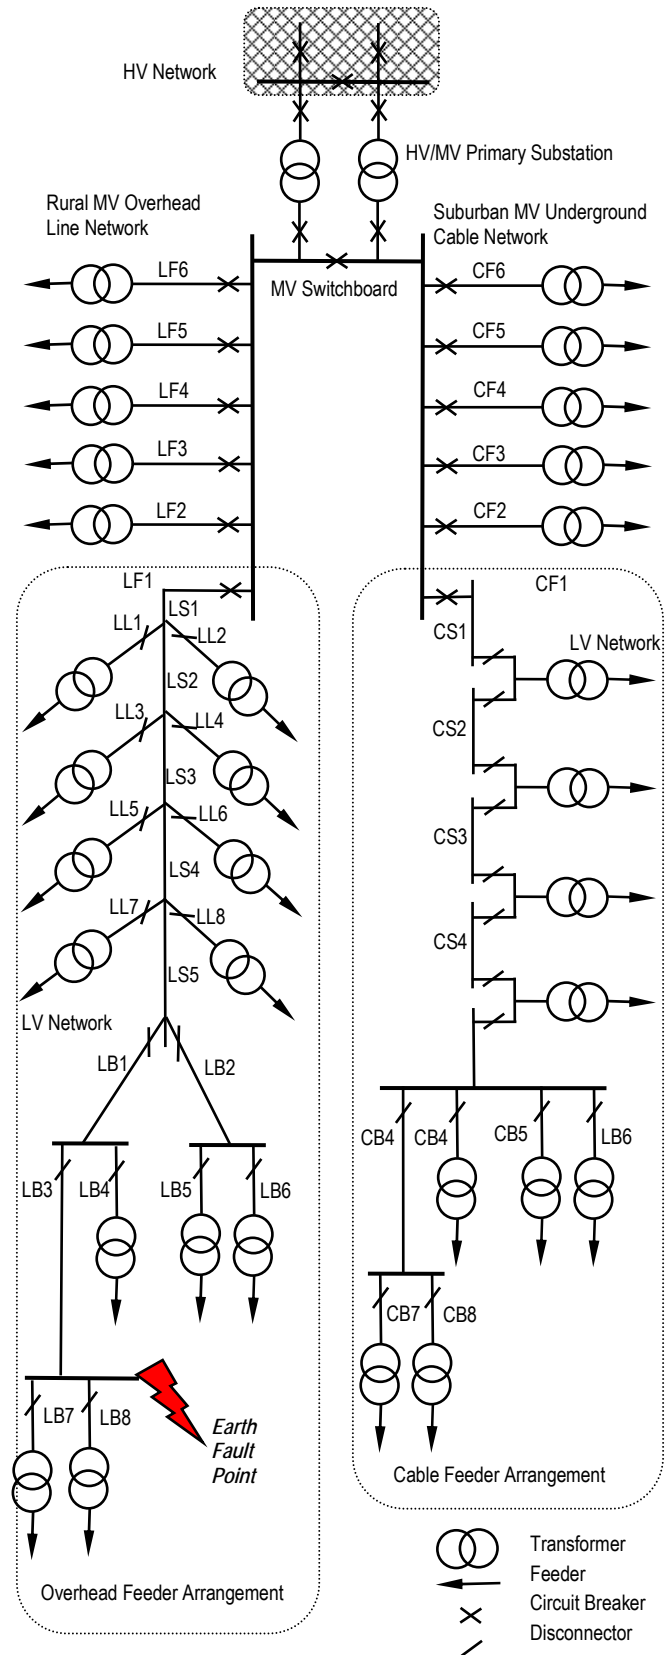 HV Network
HV/MV Primary Substation
Rural MV Overhead
Line Network
Suburban MV Underground
Cable Network
MV Switchboard
LF6
CF6
LF5
CF5
LF4
CF4
LF3
CF3
LF2
CF2
LF1
CF1
LS1
LL1
LL2
CS1
LV Network
LS2
LL3
LL4
CS2
LS3
LL5
LL6
CS3
LS4
LL7
LL8
CS4
LS5
LV Network
LB1
LB2
CB4
CB4
CB5
LB6
LB3
LB4
LB5
LB6
CB7
CB8
LB7
LB8
Earth
Fault
Point
Cable Feeder Arrangement
Overhead Feeder Arrangement
Transformer
Feeder
Circuit Breaker
Disconnector